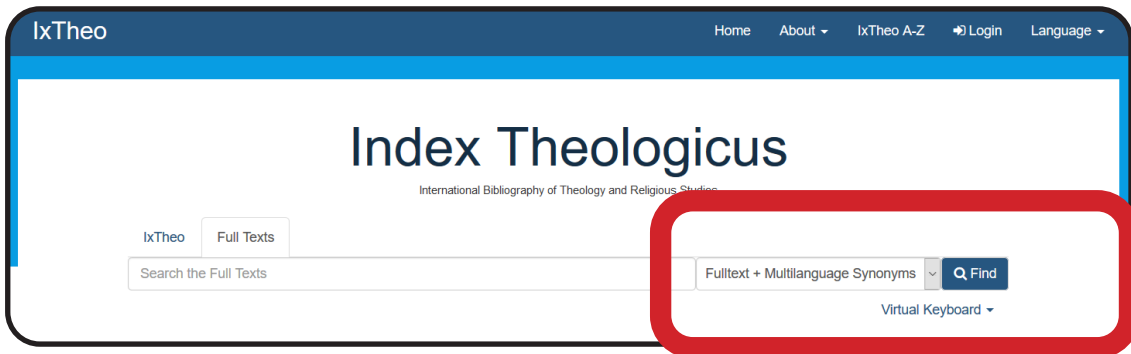 IxTheo Home About IxTheo A-Z Login Language
Index Theologicus
International Bibliography of Theology and Religious Studies
IxTheo Full Texts
Search the Full Texts Fulltext + Multilanguage Synonyms Find
Virtual Keyboard